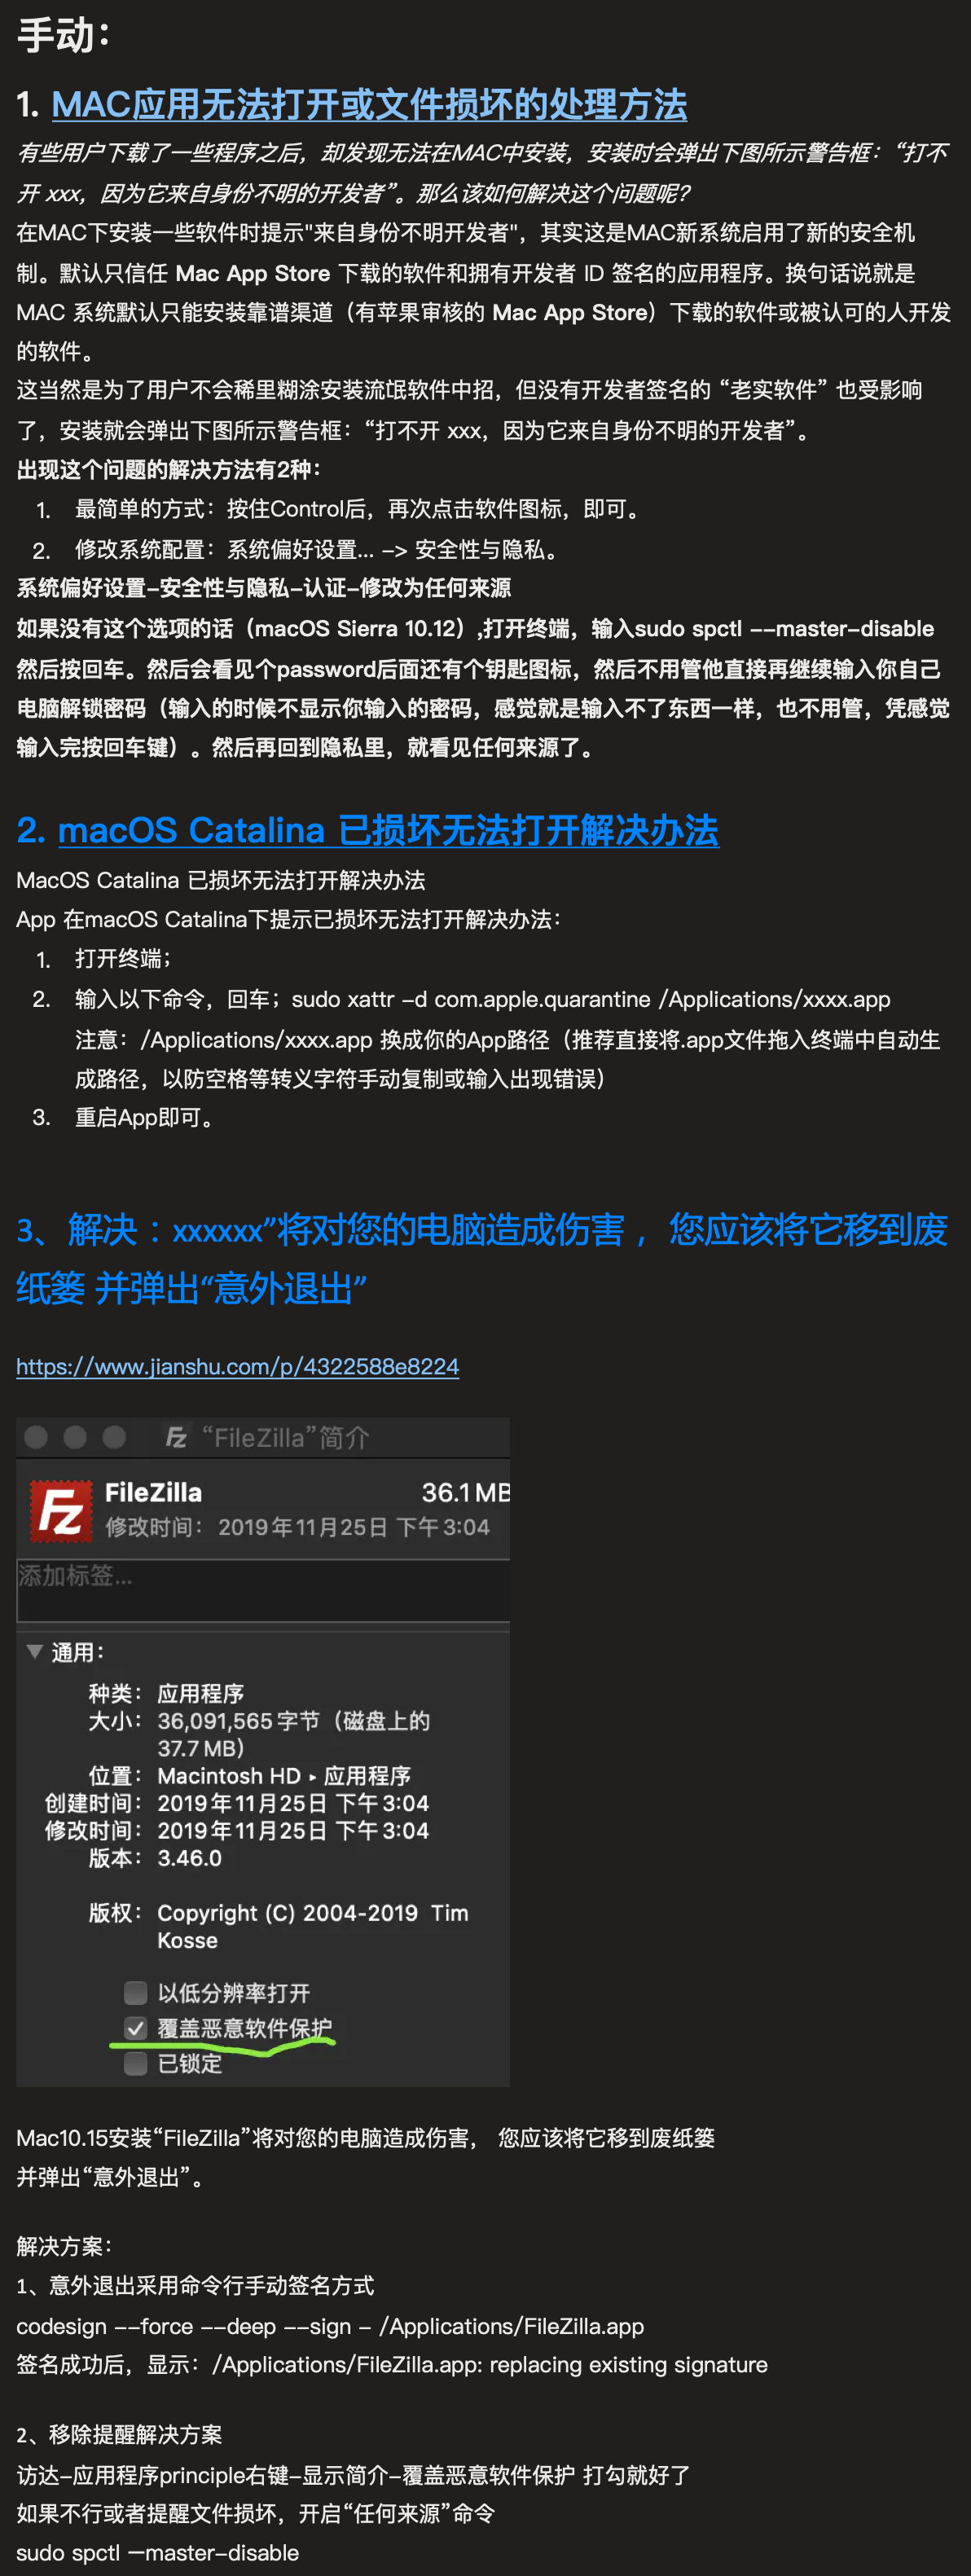 手动：
1. MAC应用无法打开或文件损坏的处理方法
有些用户下载了一些程序之后，却发现无法在MAC中安装，安装时会弹出下图所示警告框：“打不
开 xxx，因为它来自身份不明的开发者”。那么该如何解决这个问题呢？
在MAC下安装一些软件时提示"来自身份不明开发者"，其实这是MAC新系统启用了新的安全机
制。默认只信任 Mac App Store 下载的软件和拥有开发者 ID 签名的应用程序。换句话说就是
MAC 系统默认只能安装靠谱渠道（有苹果审核的 Mac App Store）下载的软件或被认可的人开发
的软件。
这当然是为了用户不会稀里糊涂安装流氓软件中招，但没有开发者签名的 “老实软件” 也受影响
了，安装就会弹出下图所示警告框：“打不开 xxx，因为它来自身份不明的开发者”。
出现这个问题的解决方法有2种：
1. 最简单的方式：按住Control后，再次点击软件图标，即可。
2. 修改系统配置：系统偏好设置... -> 安全性与隐私。
系统偏好设置-安全性与隐私-认证-修改为任何来源
如果没有这个选项的话（macOS Sierra 10.12）,打开终端，输入sudo spctl --master-disable
然后按回车。然后会看见个password后面还有个钥匙图标，然后不用管他直接再继续输入你自己
电脑解锁密码（输入的时候不显示你输入的密码，感觉就是输入不了东西一样，也不用管，凭感觉
输入完按回车键）。然后再回到隐私里，就看见任何来源了。
2. macOS Catalina 已损坏无法打开解决办法
MacOS Catalina 已损坏无法打开解决办法
App 在macOS Catalina下提示已损坏无法打开解决办法：
1. 打开终端；
2. 输入以下命令，回车；sudo xattr -d com.apple.quarantine /Applications/xxxx.app
注意：/Applications/xxxx.app 换成你的App路径（推荐直接将.app文件拖入终端中自动生
成路径，以防空格等转义字符手动复制或输入出现错误）
3. 重启App即可。
3、解决：xxxxxx”将对您的电脑造成伤害， 您应该将它移到废
纸篓 并弹出“意外退出”
https://www.jianshu.com/p/4322588e8224
“FileZilla”简介
FileZilla 36.1 MB
修改时间：2019年11月25日 下午3:04
添加标签...
通用：
种类：应用程序
大小：36,091,565 字节（磁盘上的
37.7 MB）
位置：Macintosh HD ▸ 应用程序
创建时间：2019年11月25日 下午3:04
修改时间：2019年11月25日 下午3:04
版本：3.46.0
版权：Copyright (C) 2004-2019 Tim
Kosse
以低分辨率打开
覆盖恶意软件保护
已锁定
Mac10.15安装“FileZilla”将对您的电脑造成伤害， 您应该将它移到废纸篓
并弹出“意外退出”。
解决方案：
1、意外退出采用命令行手动签名方式
codesign --force --deep --sign - /Applications/FileZilla.app
签名成功后，显示：/Applications/FileZilla.app: replacing existing signature
2、移除提醒解决方案
访达-应用程序principle右键-显示简介-覆盖恶意软件保护 打勾就好了
如果不行或者提醒文件损坏，开启“任何来源”命令
sudo spctl —master-disable